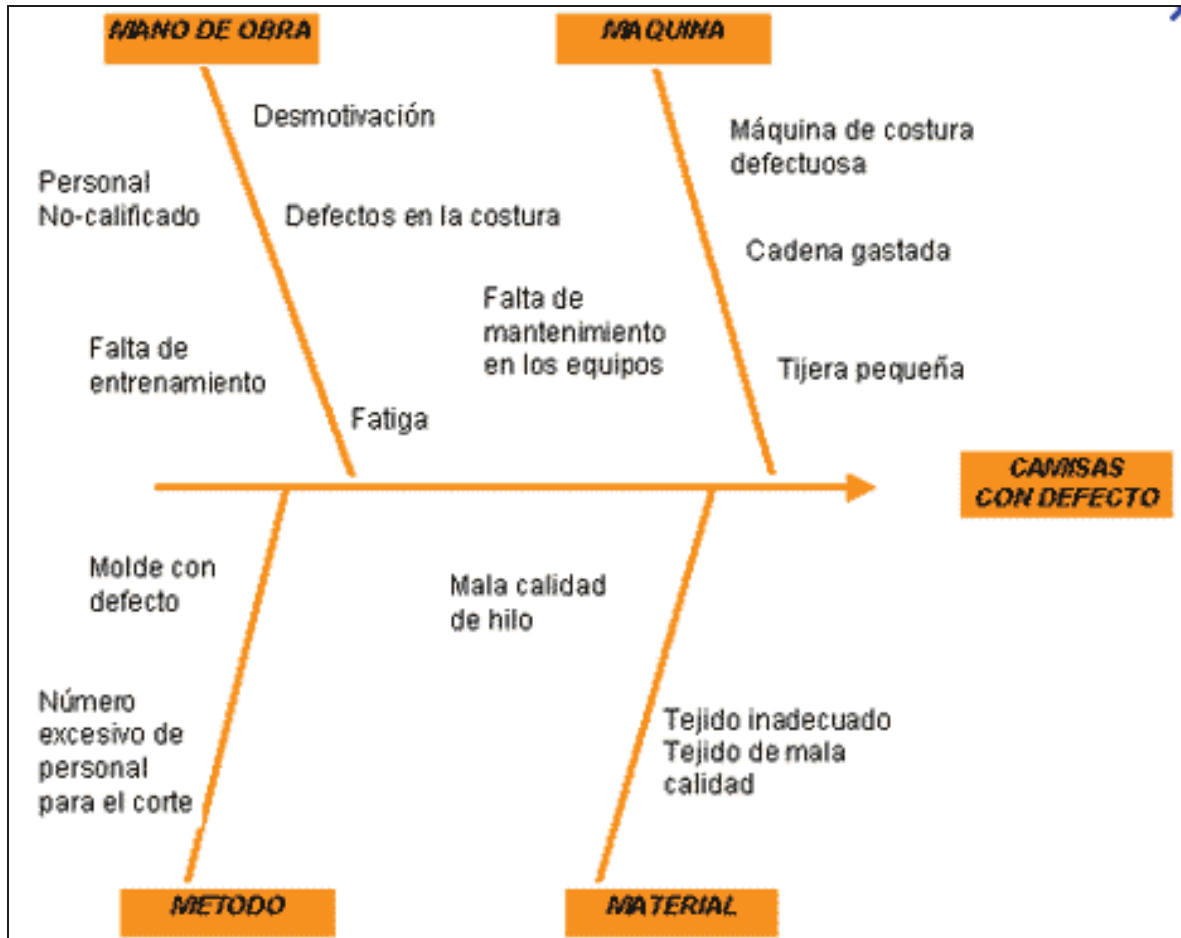 MANO DE OBRA
MAQUINA
Desmotivación
Máquina de costura
defectuosa
Personal
No-calificado
Defectos en la costura
Cadena gastada
Falta de
mantenimiento
en los equipos
Falta de
entrenamiento
Tijera pequeña
Fatiga
CAMISAS
CON DEFECTO
Molde con
defecto
Mala calidad
de hilo
Número
excesivo de
personal
para el corte
Tejido inadecuado
Tejido de mala
calidad
METODO
MATERIAL